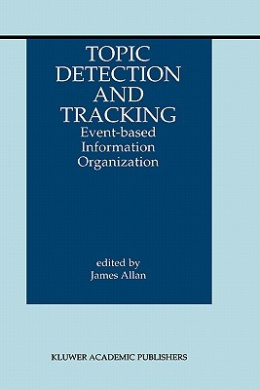 TOPIC
DETECTION
AND
TRACKING
Event-based
Information
Organization
edited by
James Allan
KLUWER ACADEMIC PUBLISHERS